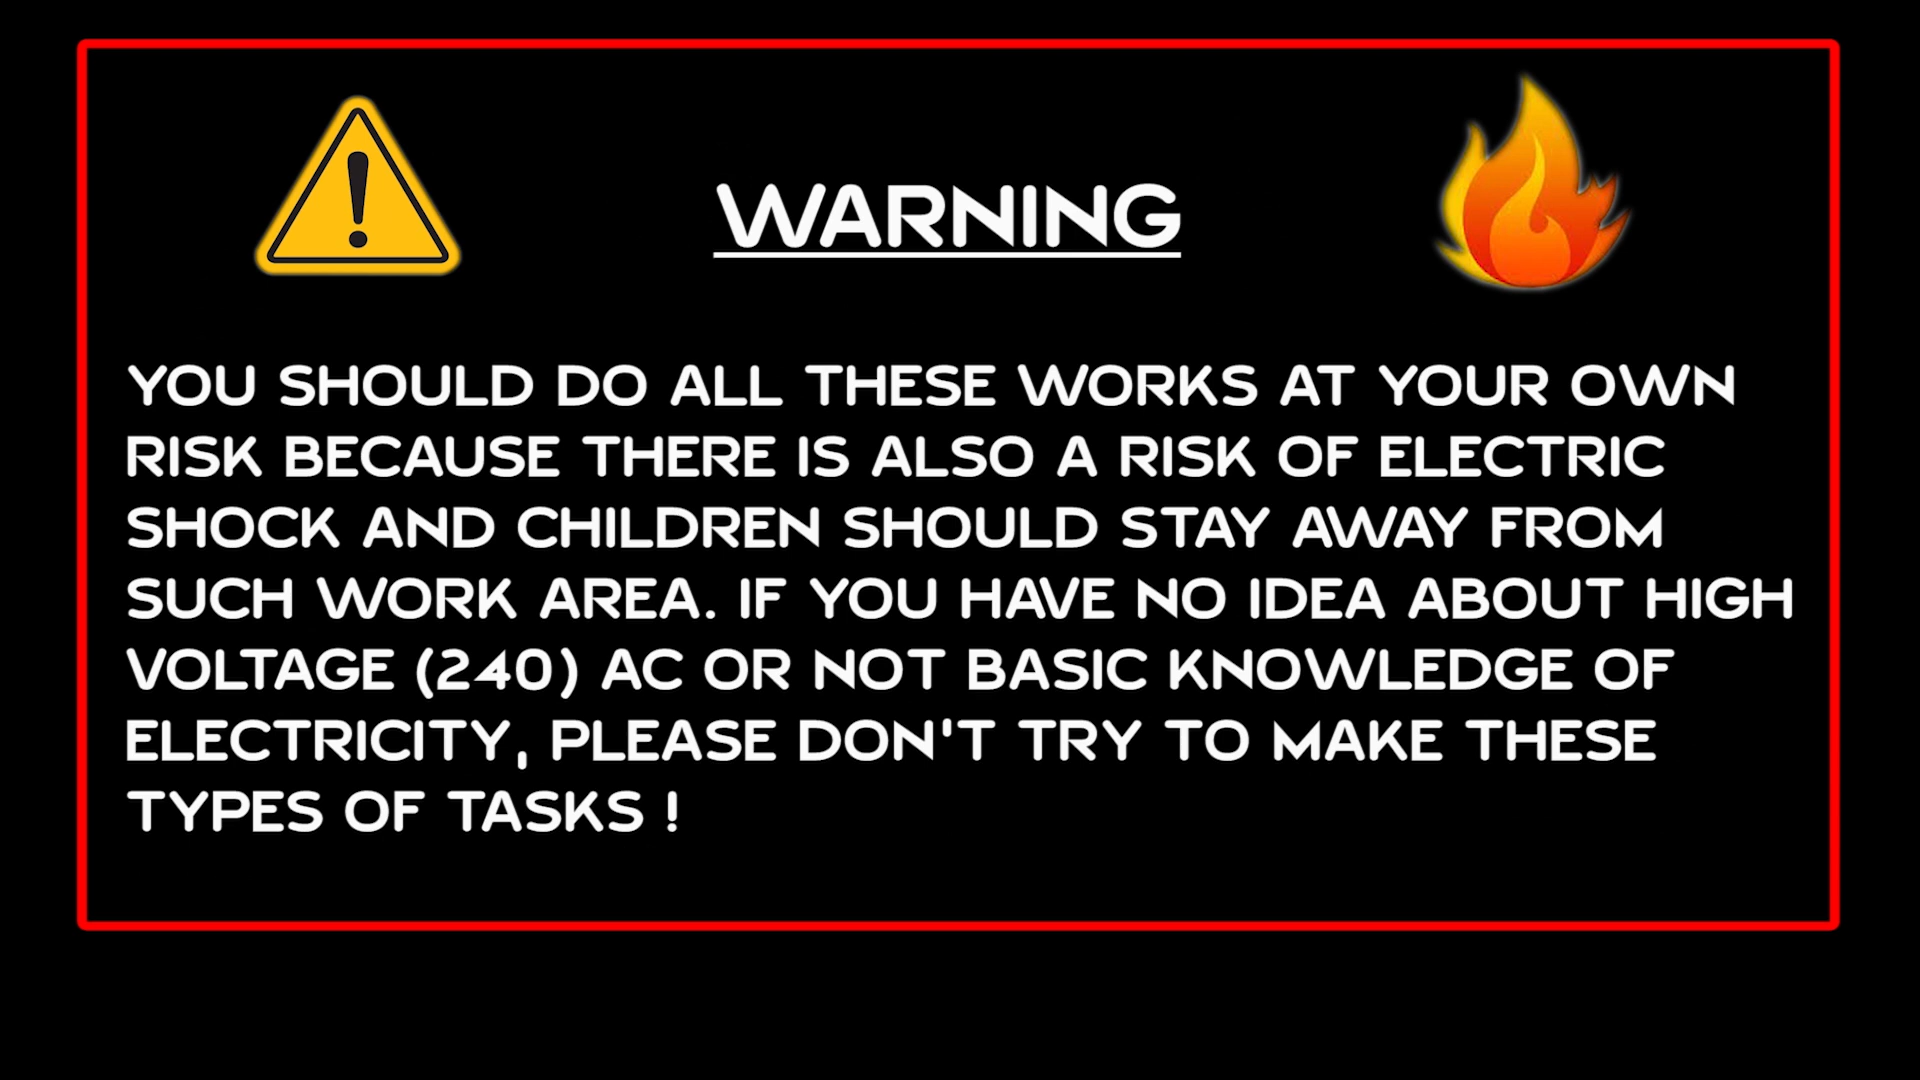 WARNING
YOU SHOULD DO ALL THESE WORKS AT YOUR OWN
RISK BECAUSE THERE IS ALSO A RISK OF ELECTRIC
SHOCK AND CHILDREN SHOULD STAY AWAY FROM
SUCH WORK AREA. IF YOU HAVE NO IDEA ABOUT HIGH
VOLTAGE (240) AC OR NOT BASIC KNOWLEDGE OF
ELECTRICITY, PLEASE DON'T TRY TO MAKE THESE
TYPES OF TASKS !